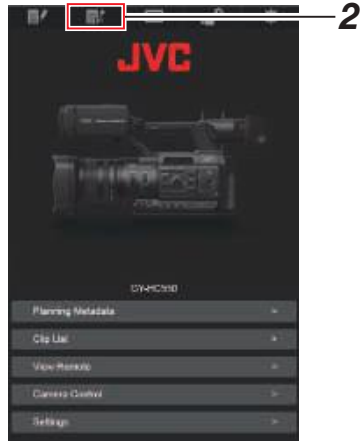 2
JVC
GY-HC550
Planning Metadata
Clip List
View Remote
Camera Control
Settings